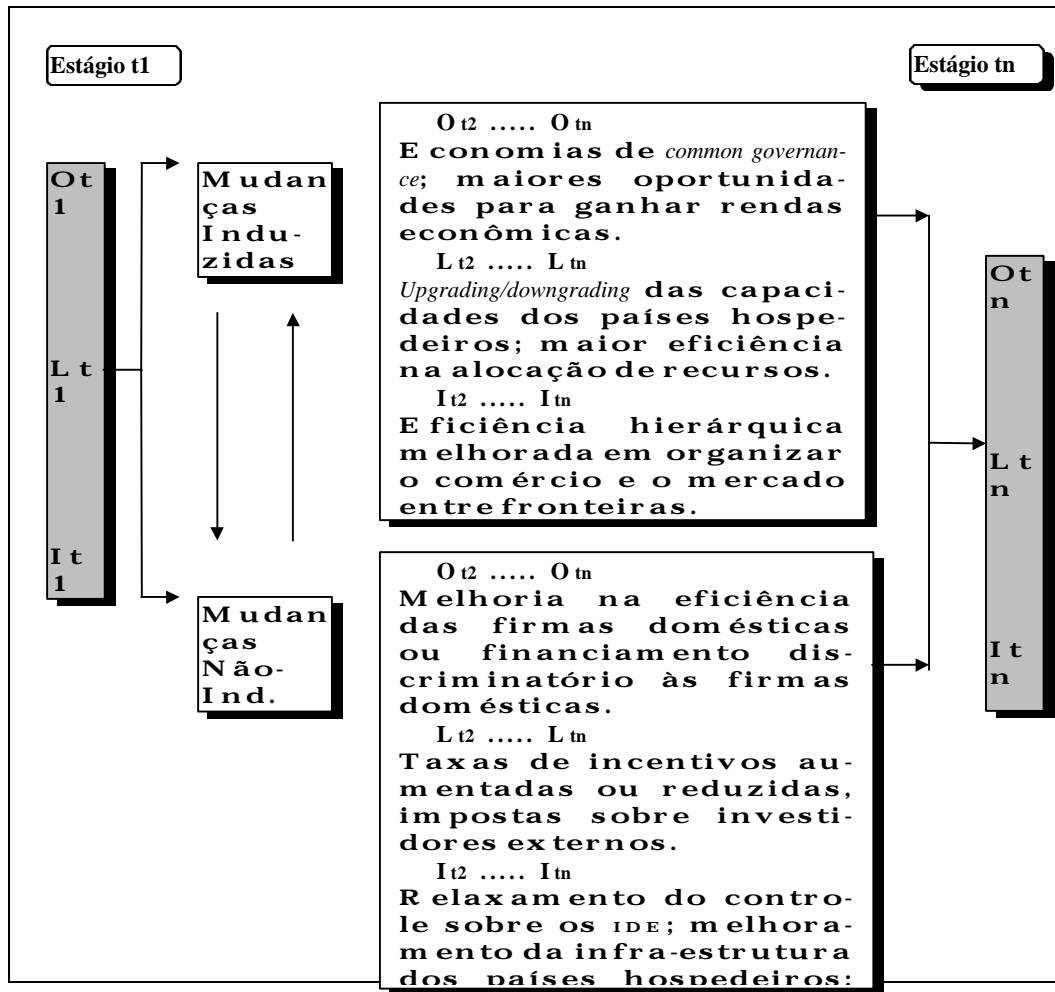 Estágio t1
Estágio tn
Ot
1
L t
1
I t
1
Mudan
ças
Indu-
zidas
Mudan
ças
Não-
Ind.
O t2 ..... O tn
Economias de common governan-
ce; maiores oportunida-
des para ganhar rendas
econômicas.
L t2 ..... L tn
Upgrading/downgrading das capaci-
dades dos países hospe-
deiros; maior eficiência
na alocação de recursos.
I t2 ..... I tn
Eficiência hierárquica
melhorada em organizar
o comércio e o mercado
entre fronteiras.
O t2 ..... O tn
Melhoria na eficiência
das firmas domésticas
ou financiamento dis-
criminatório às firmas
domésticas.
L t2 ..... L tn
Taxas de incentivos au-
mentadas ou reduzidas,
impostas sobre investi-
dores externos.
I t2 ..... I tn
Relaxamento do contro-
le sobre os IDE; melhora-
mento da infra-estrutura
dos países hospedeiros;
Ot
n
L t
n
It
n